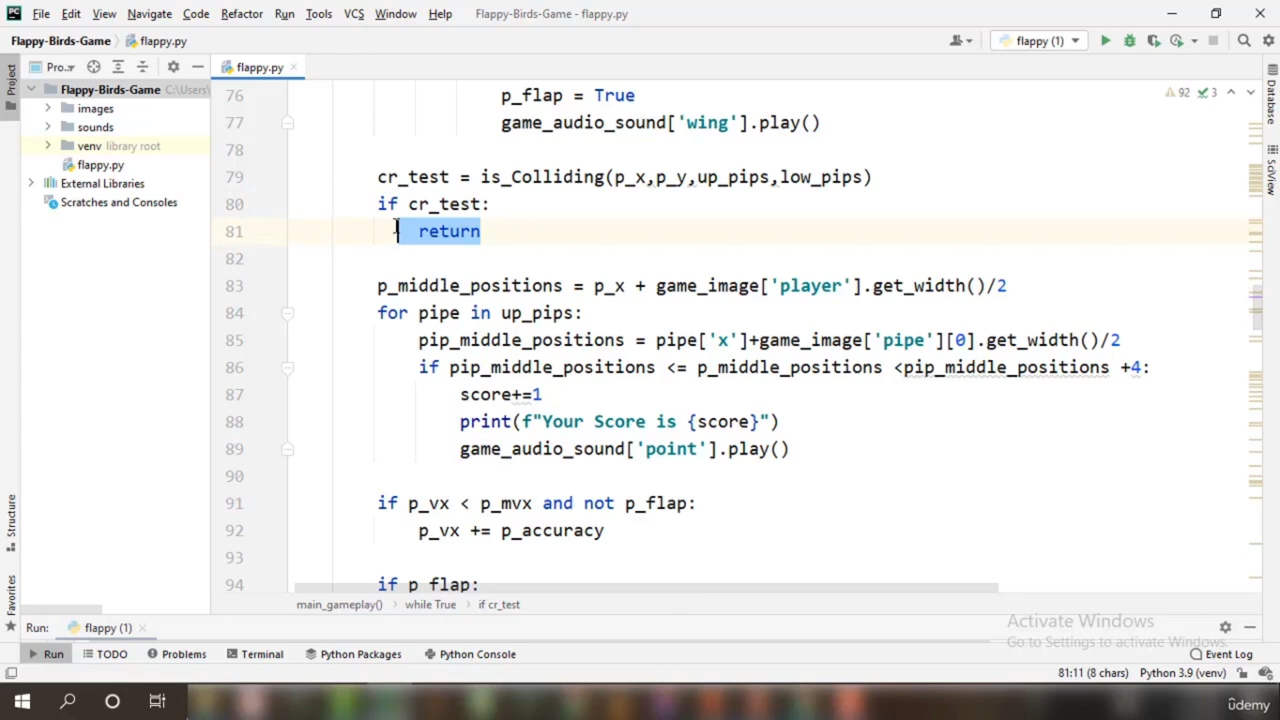 File Edit View Navigate Code Refactor Run Tools VCS Window Help Flappy-Birds-Game - flappy.py
Flappy-Birds-Game flappy.py flappy (1)
Project Pro... flappy.py
Flappy-Birds-Game C:\Users\
images
sounds
venv library root
flappy.py
External Libraries
Scratches and Consoles
92 3
76 p_flap = True
77 game_audio_sound['wing'].play()
78
79 cr_test = is_Colliding(p_x,p_y,up_pips,low_pips)
80 if cr_test:
81 return
82
83 p_middle_positions = p_x + game_image['player'].get_width()/2
84 for pipe in up_pips:
85 pip_middle_positions = pipe['x']+game_image['pipe'][0].get_width()/2
86 if pip_middle_positions <= p_middle_positions <pip_middle_positions +4:
87 score+=1
88 print(f"Your Score is {score}")
89 game_audio_sound['point'].play()
90
91 if p_vx < p_mvx and not p_flap:
92 p_vx += p_accuracy
93
94 if p_flap:
main_gameplay() while True if cr_test
Database
SciView
Structure
Favorites
Activate Windows
Go to Settings to activate Windows.
Run: flappy (1)
Run TODO Problems Terminal Python Packages Python Console Event Log
81:11 (8 chars) Python 3.9 (venv)
ûdemy